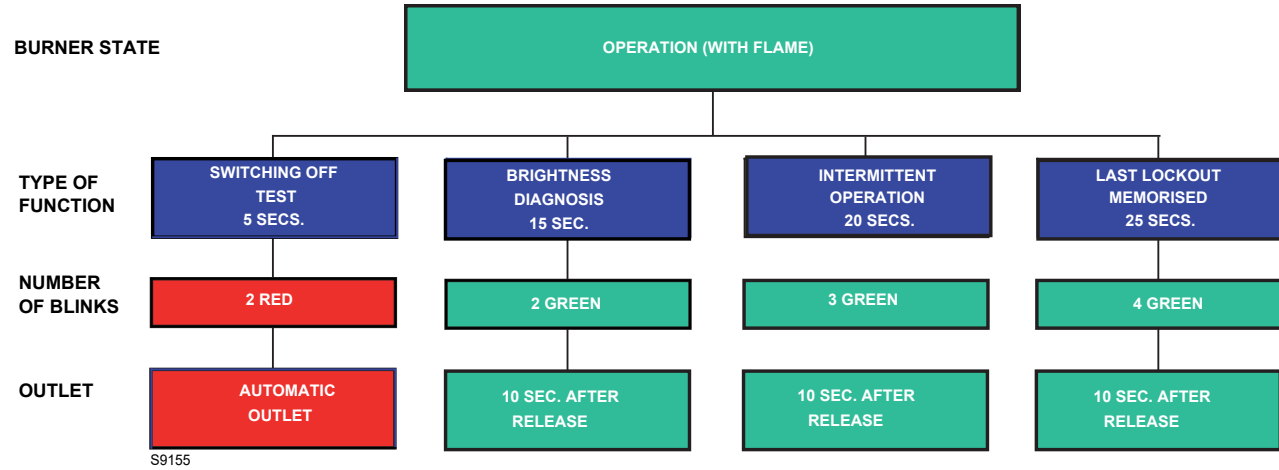 BURNER STATE
OPERATION (WITH FLAME)
TYPE OF
FUNCTION
SWITCHING OFF
TEST
5 SECS.
BRIGHTNESS
DIAGNOSIS
15 SEC.
INTERMITTENT
OPERATION
20 SECS.
LAST LOCKOUT
MEMORISED
25 SECS.
NUMBER
OF BLINKS
2 RED
2 GREEN
3 GREEN
4 GREEN
OUTLET
AUTOMATIC
OUTLET
10 SEC. AFTER
RELEASE
10 SEC. AFTER
RELEASE
10 SEC. AFTER
RELEASE
S9155